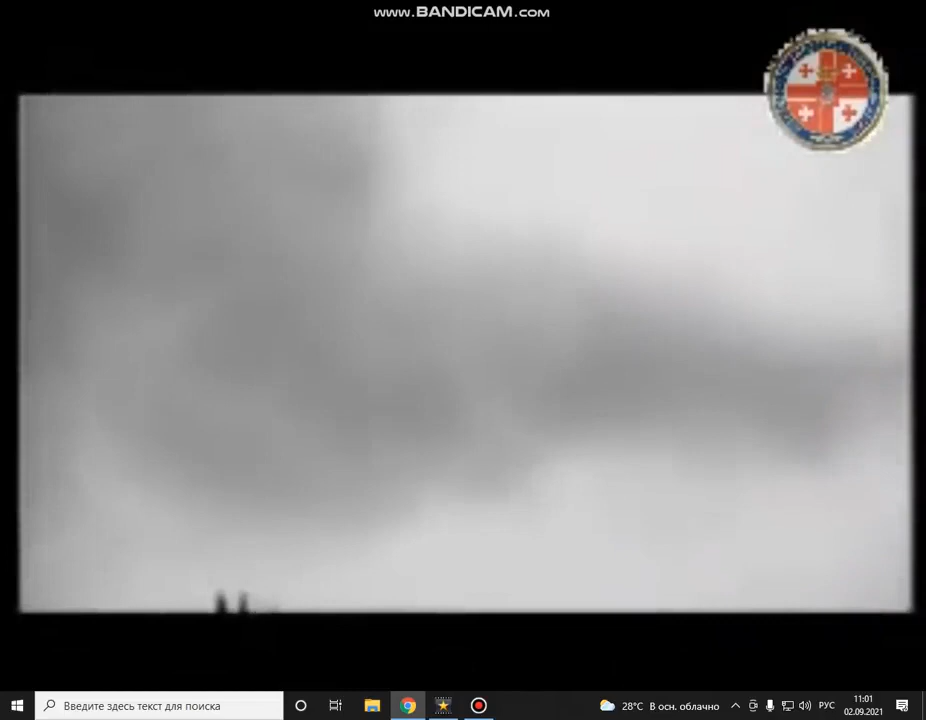 www.BANDICAM.com
Введите здесь текст для поиска
28°C В осн. облачно
РУС
11:01
02.09.2021